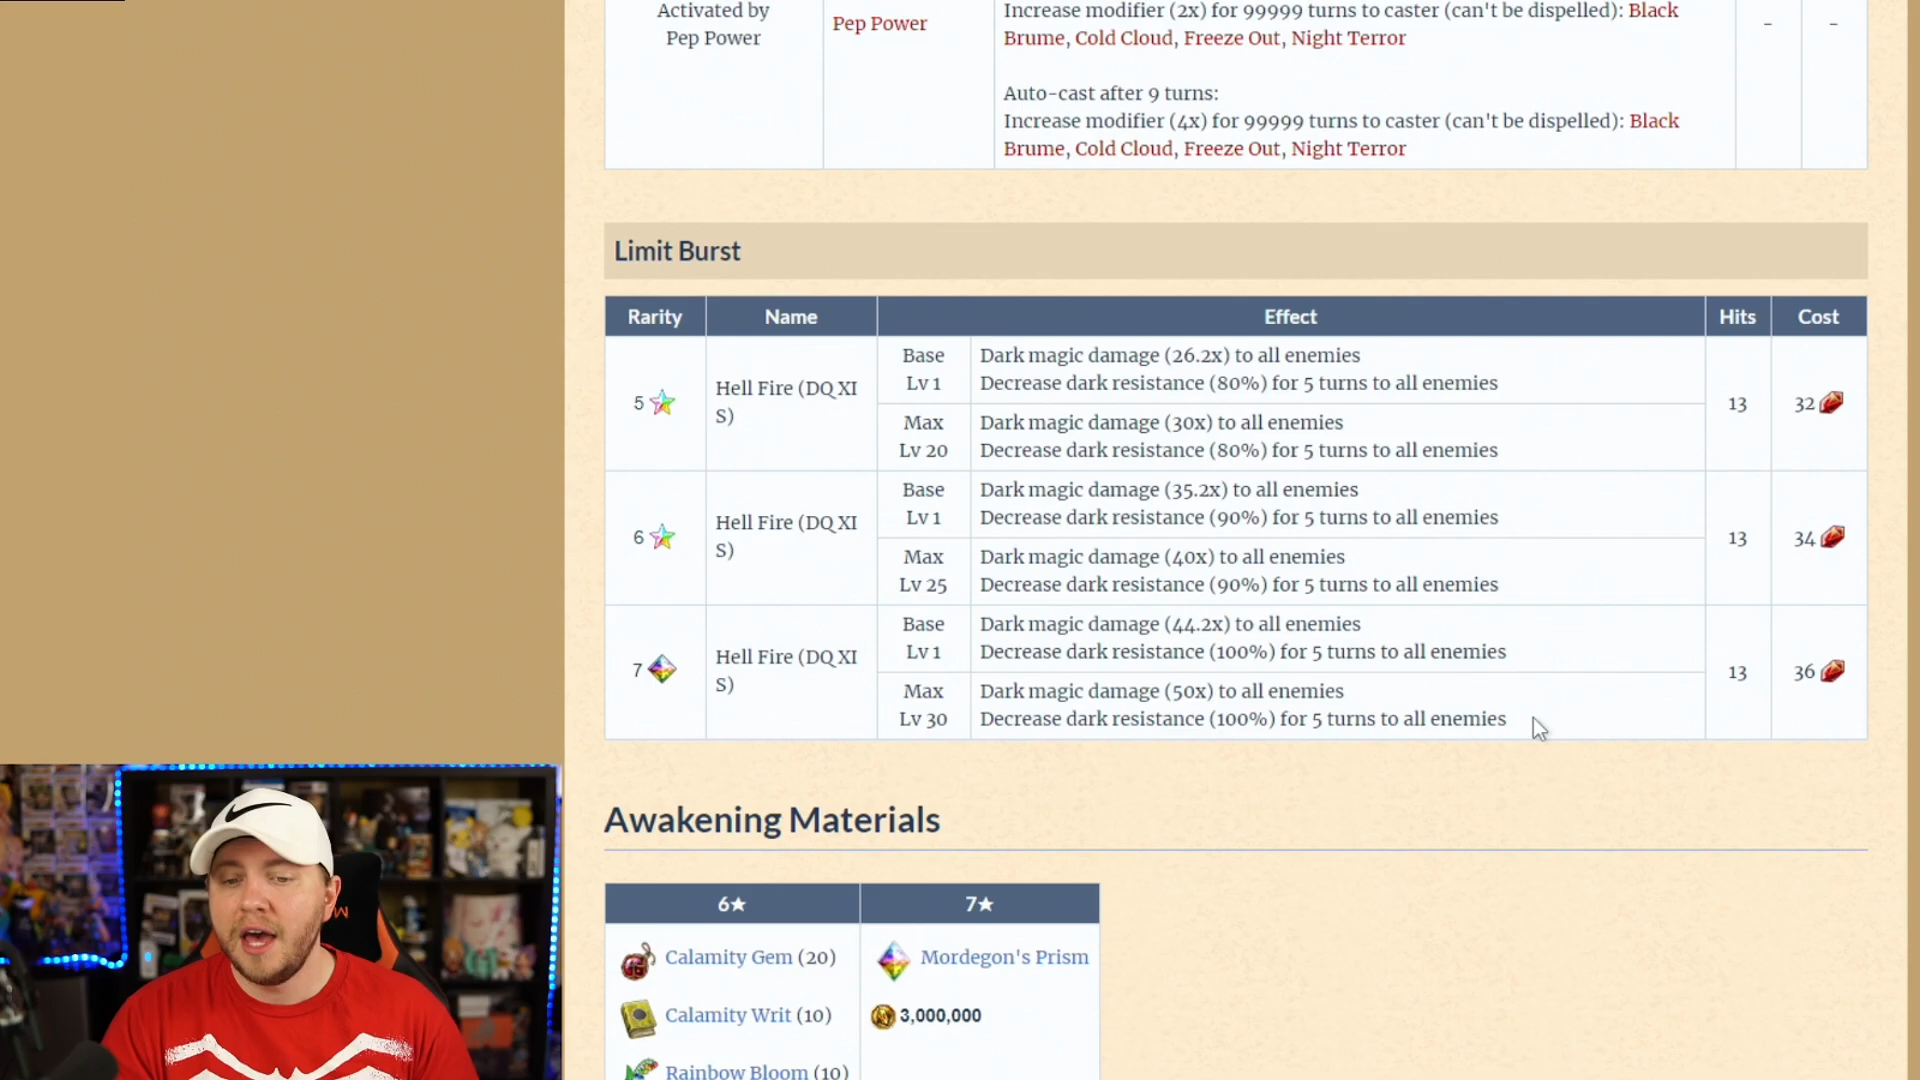 Activated by
Pep Power
Pep Power
Increase modifier (2x) for 99999 turns to caster (can't be dispelled): Black
Brume, Cold Cloud, Freeze Out, Night Terror
-
-
Auto-cast after 9 turns:
Increase modifier (4x) for 99999 turns to caster (can't be dispelled): Black
Brume, Cold Cloud, Freeze Out, Night Terror
Limit Burst
Rarity Name Effect Hits Cost
5
Hell Fire (DQ XI
S)
Base
Lv 1
Dark magic damage (26.2x) to all enemies
Decrease dark resistance (80%) for 5 turns to all enemies
Max
Lv 20
Dark magic damage (30x) to all enemies
Decrease dark resistance (80%) for 5 turns to all enemies
13
32
6
Hell Fire (DQ XI
S)
Base
Lv 1
Dark magic damage (35.2x) to all enemies
Decrease dark resistance (90%) for 5 turns to all enemies
Max
Lv 25
Dark magic damage (40x) to all enemies
Decrease dark resistance (90%) for 5 turns to all enemies
13
34
7
Hell Fire (DQ XI
S)
Base
Lv 1
Dark magic damage (44.2x) to all enemies
Decrease dark resistance (100%) for 5 turns to all enemies
Max
Lv 30
Dark magic damage (50x) to all enemies
Decrease dark resistance (100%) for 5 turns to all enemies
13
36
Awakening Materials
6★ 7★
Calamity Gem (20)
Calamity Writ (10)
Rainbow Bloom (10)
Mordegon's Prism
3,000,000